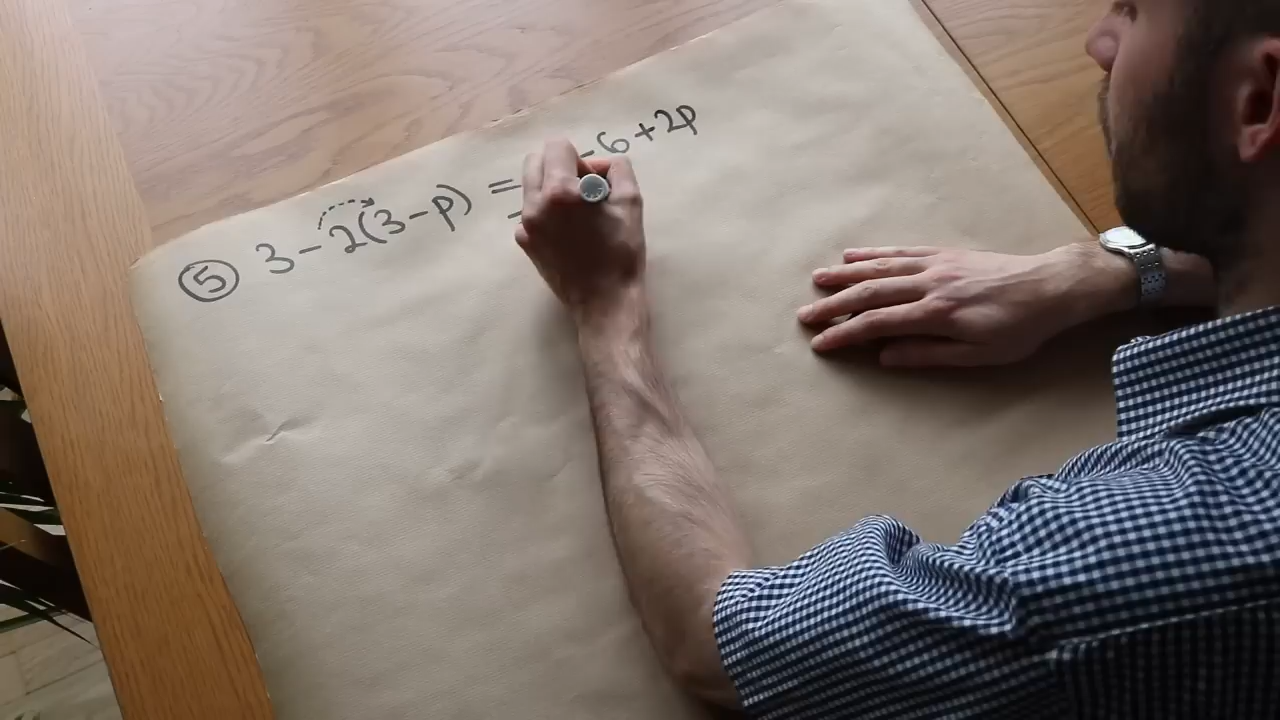 ⑤ 3-2(3-p) = -6+2p
=